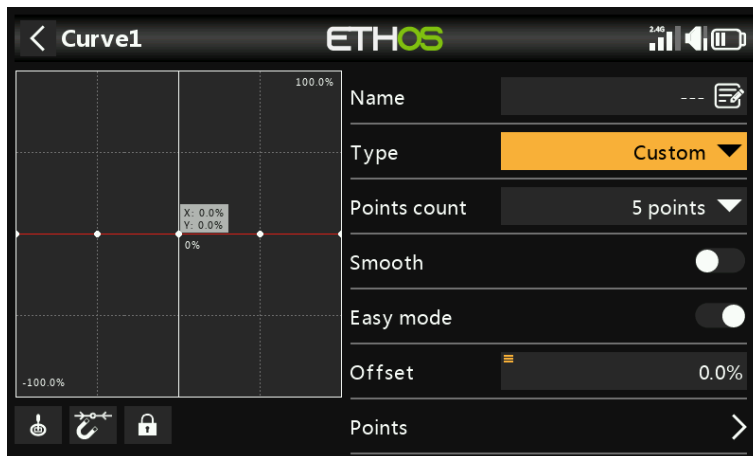 Curve1
ETHOS
2.4G
100.0%
X: 0.0%
Y: 0.0%
0%
-100.0%
Name
---
Type
Custom
Points count
5 points
Smooth
Easy mode
Offset
0.0%
Points